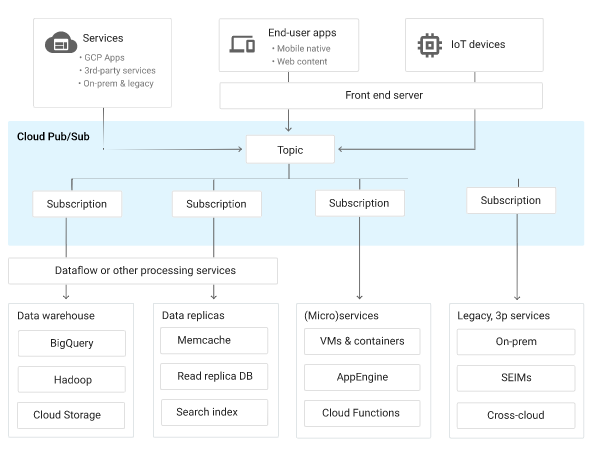 Services
• GCP Apps
• 3rd-party services
• On-prem & legacy
End-user apps
• Mobile native
• Web content
IoT devices
Front end server
Cloud Pub/Sub
Topic
Subscription
Subscription
Subscription
Subscription
Dataflow or other processing services
Data warehouse
BigQuery
Hadoop
Cloud Storage
Data replicas
Memcache
Read replica DB
Search index
(Micro)services
VMs & containers
AppEngine
Cloud Functions
Legacy, 3p services
On-prem
SEIMs
Cross-cloud